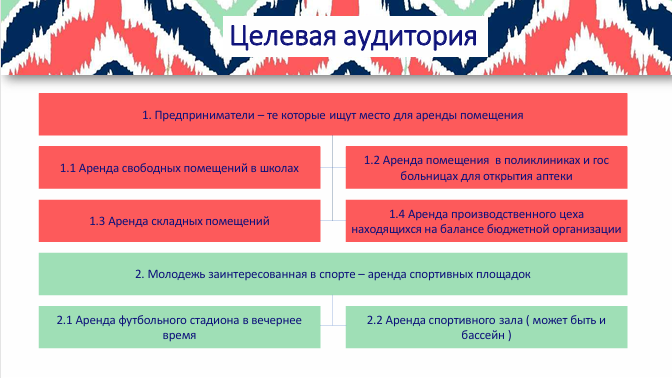 Целевая аудитория
1. Предприниматели – те которые ищут место для аренды помещения
1.1 Аренда свободных помещений в школах
1.2 Аренда помещения в поликлиниках и гос
больницах для открытия аптеки
1.3 Аренда складных помещений
1.4 Аренда производственного цеха
находящихся на балансе бюджетной организации
2. Молодежь заинтересованная в спорте – аренда спортивных площадок
2.1 Аренда футбольного стадиона в вечернее
время
2.2 Аренда спортивного зала ( может быть и
бассейн )